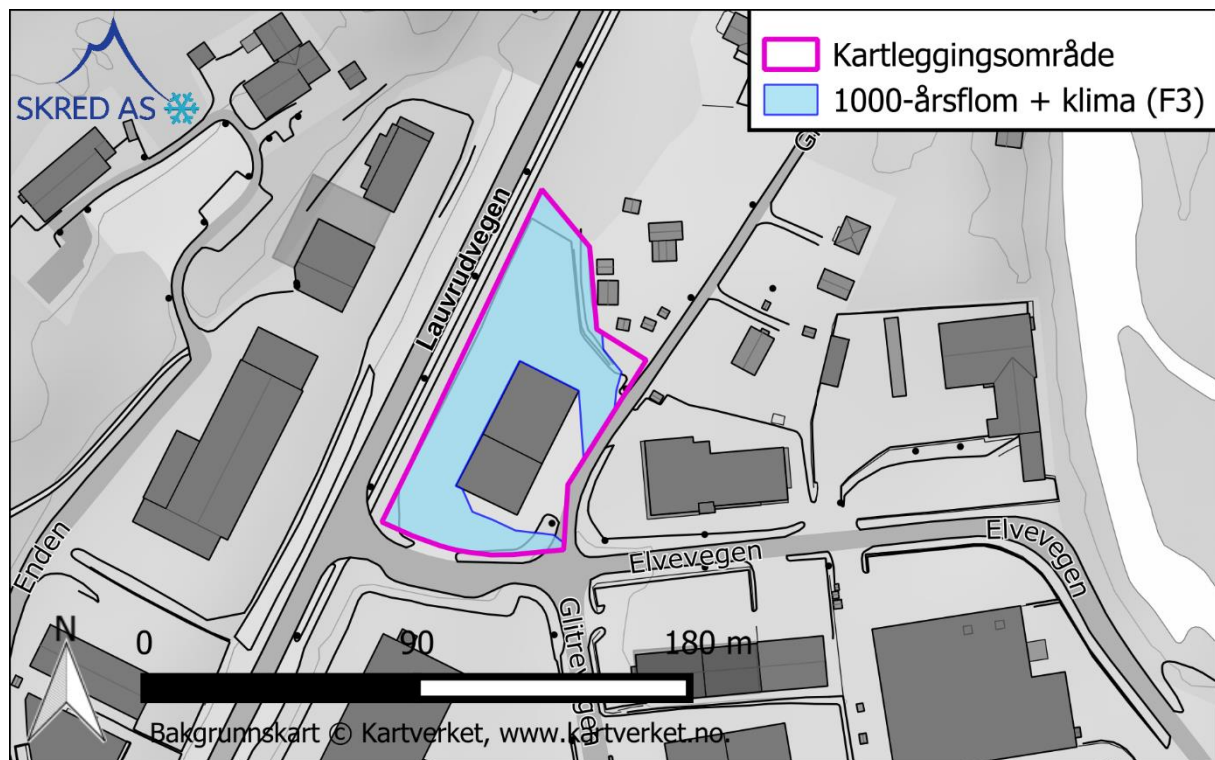 SKRED AS
Kartleggingsområde
1000-årsflom + klima (F3)
G
Lauvrudvegen
Enden
Elvevegen
Elvevegen
Glitrevegen
N
0 90 180 m
Bakgrunnskart © Kartverket, www.kartverket.no.